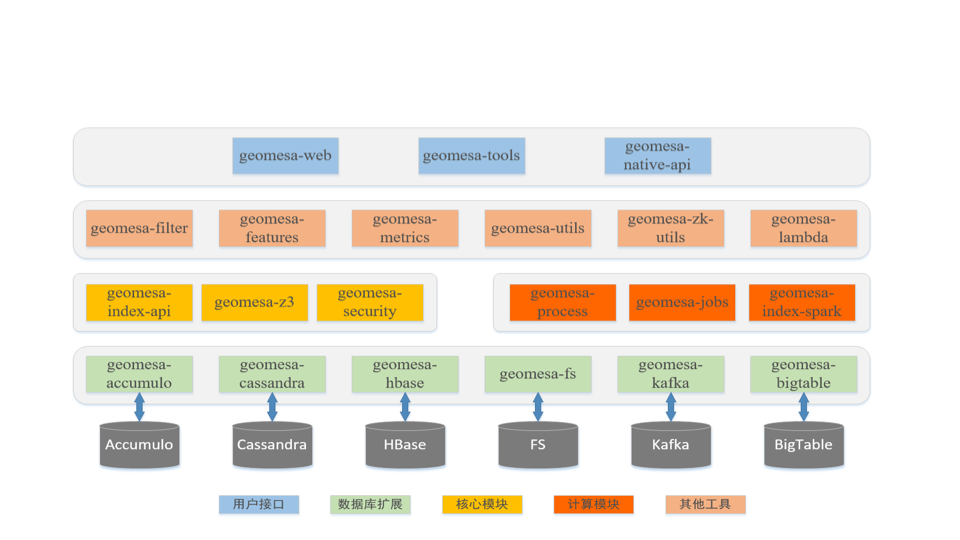 geomesa-web
geomesa-tools
geomesa-
native-api
geomesa-filter
geomesa-
features
geomesa-
metrics
geomesa-utils
geomesa-zk-
utils
geomesa-
lambda
geomesa-
index-api
geomesa-z3
geomesa-
security
geomesa-
process
geomesa-jobs
geomesa-
index-spark
geomesa-
accumulo
geomesa-
cassandra
geomesa-
hbase
geomesa-fs
geomesa-
kafka
geomesa-
bigtable
Accumulo
Cassandra
HBase
FS
Kafka
BigTable
用户接口
数据库扩展
核心模块
计算模块
其他工具